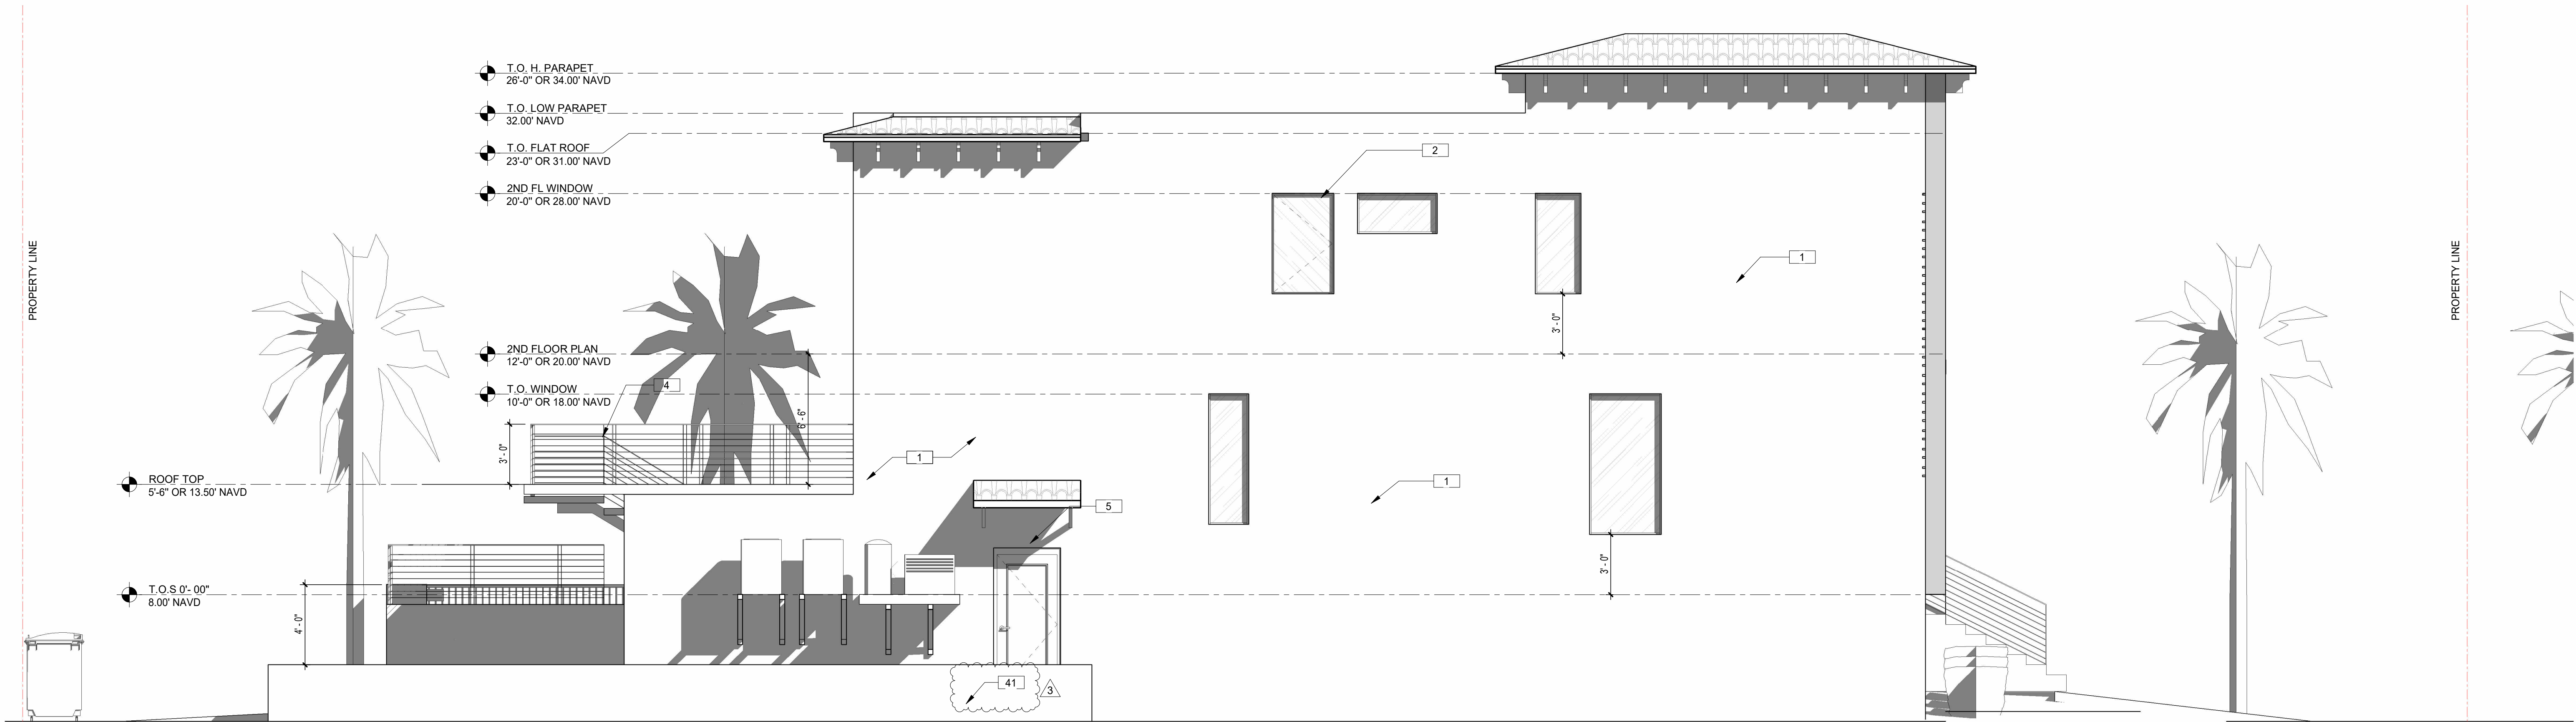 T.O. H. PARAPET
26'-0" OR 34.00' NAVD
T.O. LOW PARAPET
32.00' NAVD
T.O. FLAT ROOF
23'-0" OR 31.00' NAVD
2
2ND FL WINDOW
20'-0" OR 28.00' NAVD
PROPERTY LINE
PROPERTY LINE
1
3' - 0"
2ND FLOOR PLAN
12'-0" OR 20.00' NAVD
4
T.O. WINDOW
10'-0" OR 18.00' NAVD
6' - 6"
3' - 0"
1
ROOF TOP
5'-6" OR 13.50' NAVD
1
5
3' - 0"
T.O.S 0'- 00"
8.00' NAVD
4' - 0"
41
3